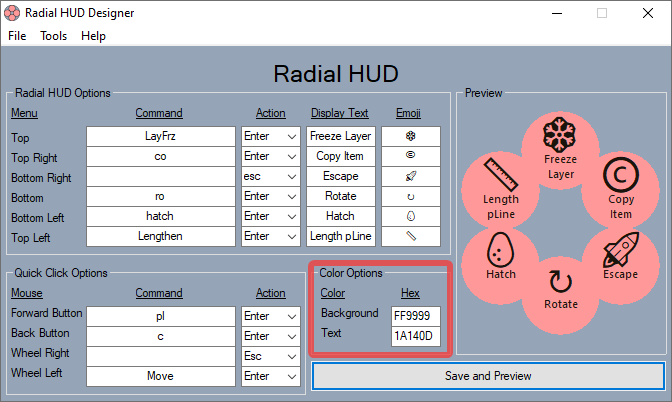 Radial HUD Designer
File Tools Help
Radial HUD
Radial HUD Options
Menu Command Action Display Text Emoji
Top LayFrz Enter Freeze Layer
Top Right co Enter Copy Item
Bottom Right esc Escape
Bottom ro Enter Rotate
Bottom Left hatch Enter Hatch
Top Left Lengthen Enter Length pLine
Quick Click Options
Mouse Command Action
Forward Button pl Enter
Back Button c Enter
Wheel Right Esc
Wheel Left Move Enter
Color Options
Color Hex
Background FF9999
Text 1A140D
Preview
Freeze
Layer
Length
pLine
Copy
Item
Hatch
Escape
Rotate
Save and Preview